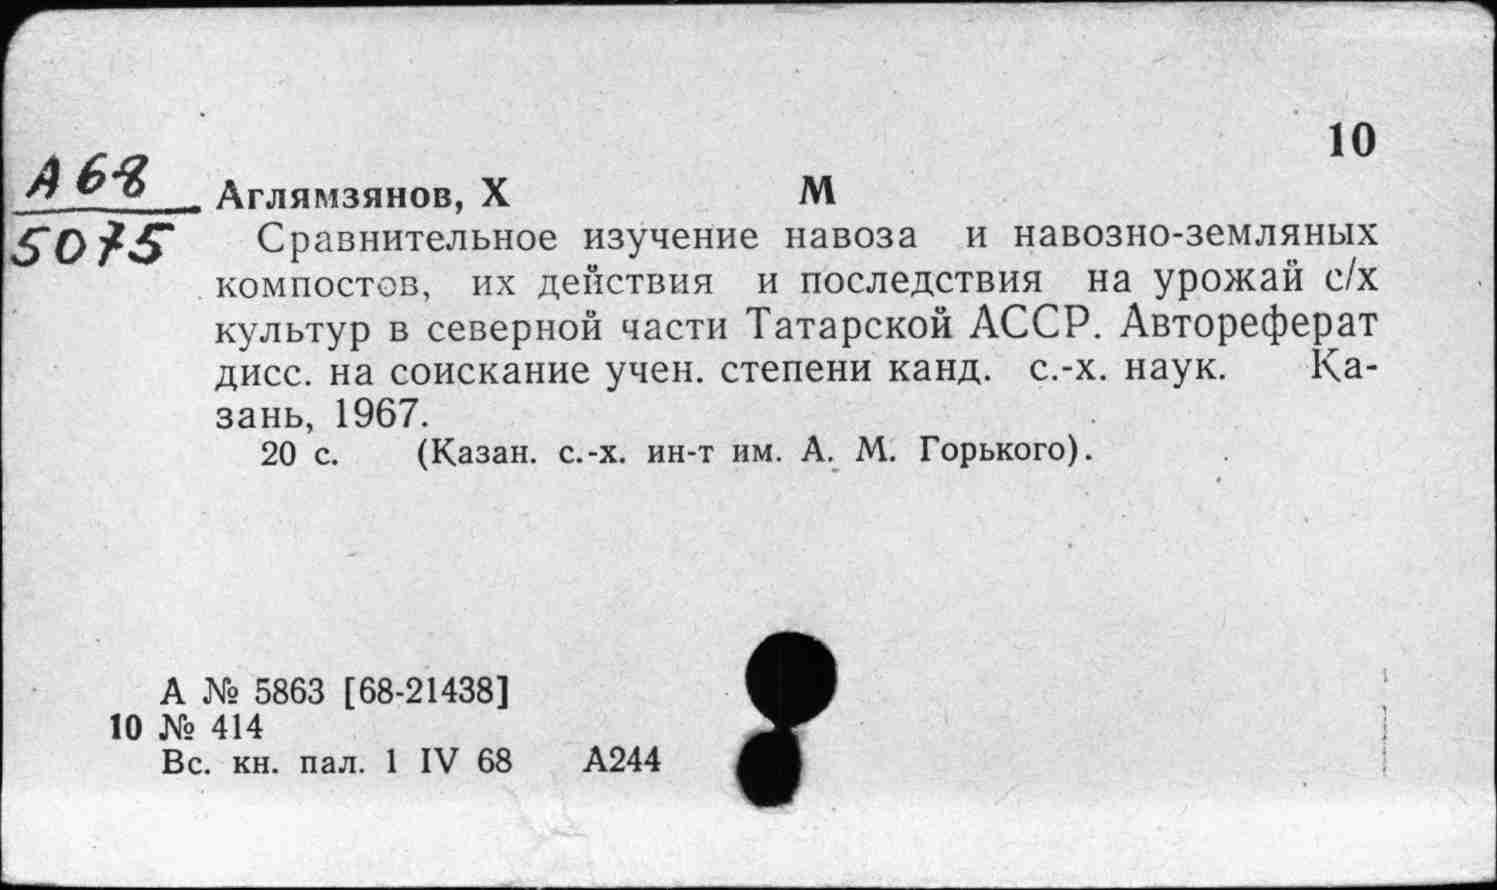 10
А 68
5075
Аглямзянов, Х М
Сравнительное изучение навоза и навозно-земляных
компостов, их действия и последствия на урожай с/х
культур в северной части Татарской АССР. Автореферат
дисс. на соискание учен. степени канд. с.-х. наук. Ка-
зань, 1967.
20 с. (Казан. с.-х. ин-т им. А. М. Горького).
А № 5863 [68-21438]
10 № 414
Вс. кн. пал. 1 IV 68 А244